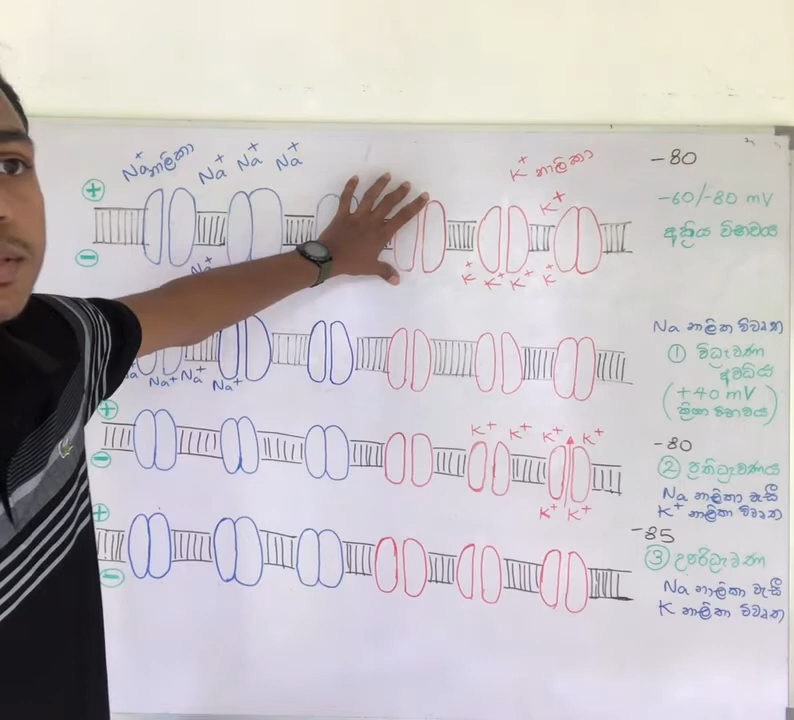 Na⁺ නාලිකා
Na⁺ Na⁺ Na⁺
K⁺ නාලිකා
K⁺
-80
-60/-80 mV
අක්‍රිය විභවය
+
−
Na⁺
K⁺ K⁺ K⁺ K⁺
Na නාලිකා විවෘත
① විධ්‍රැවණ
අවධිය
(+40 mV
ක්‍රියා විභවය)
Na⁺ Na⁺ Na⁺
+
−
K⁺ K⁺ K⁺ K⁺
K⁺ K⁺
-80
② ප්‍රතිධ්‍රැවණය
Na නාලිකා වැසී
K⁺ නාලිකා විවෘත
+
−
-85
③ උපරිධ්‍රැවණ
Na නාලිකා වැසී
K නාලිකා විවෘත